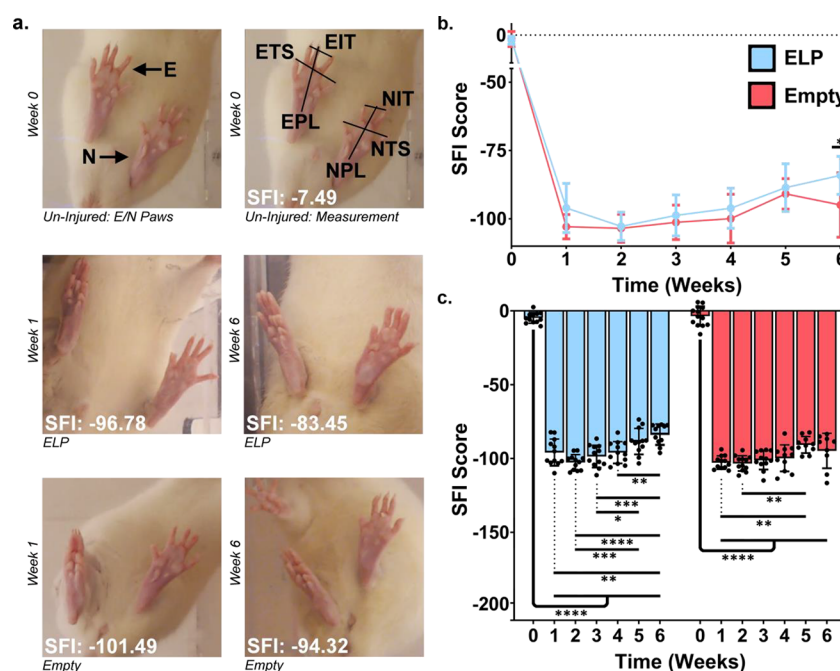 a.
Week 0
E
N
Un-Injured: E/N Paws
ETS
EIT
EPL
NIT
NTS
NPL
SFI: -7.49
Un-Injured: Measurement
Week 1
SFI: -96.78
ELP
Week 6
SFI: -83.45
ELP
Week 1
SFI: -101.49
Empty
Week 6
SFI: -94.32
Empty
b.
0
-50
-75
-100
SFI Score
ELP
Empty
0 1 2 3 4 5 6
Time (Weeks)
c.
0
-50
-100
-150
-200
SFI Score
**
***
*
****
***
**
****
**
**
****
0 1 2 3 4 5 6 0 1 2 3 4 5 6
Time (Weeks)